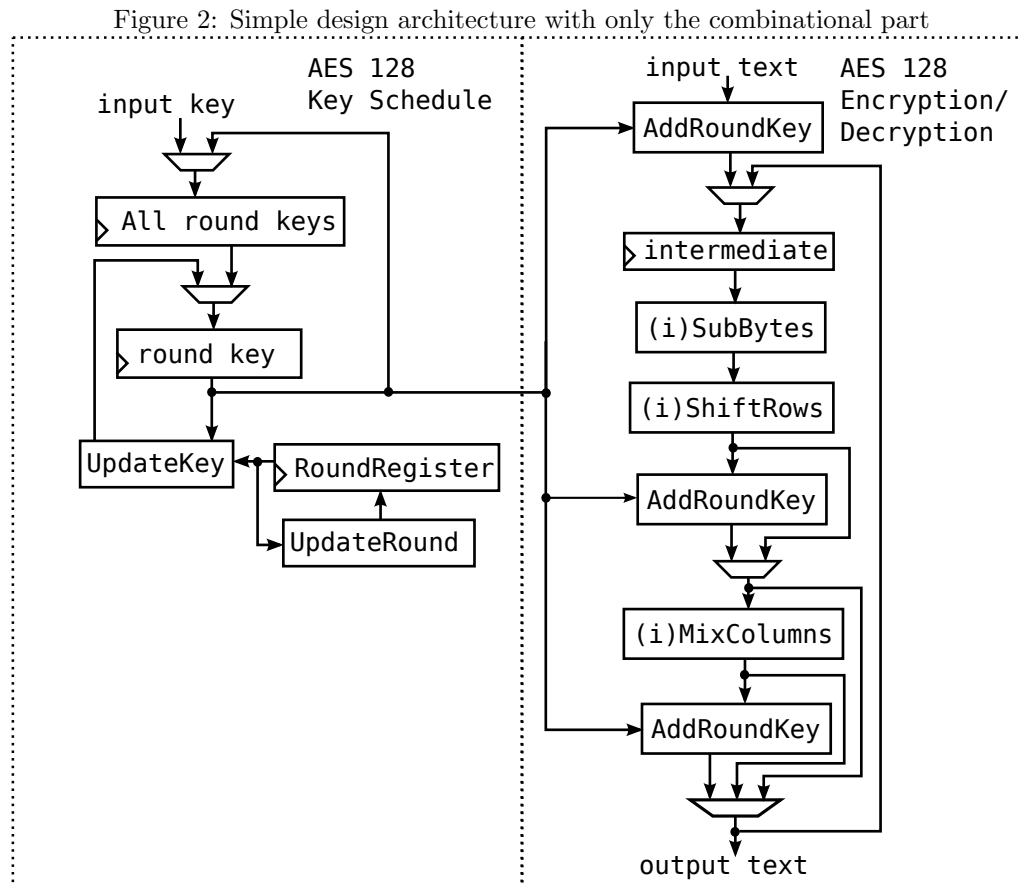 Figure 2: Simple design architecture with only the combinational part
AES 128
Key Schedule
input key
All round keys
round key
UpdateKey
RoundRegister
UpdateRound
input text
AES 128
Encryption/
Decryption
AddRoundKey
intermediate
(i)SubBytes
(i)ShiftRows
AddRoundKey
(i)MixColumns
AddRoundKey
output text